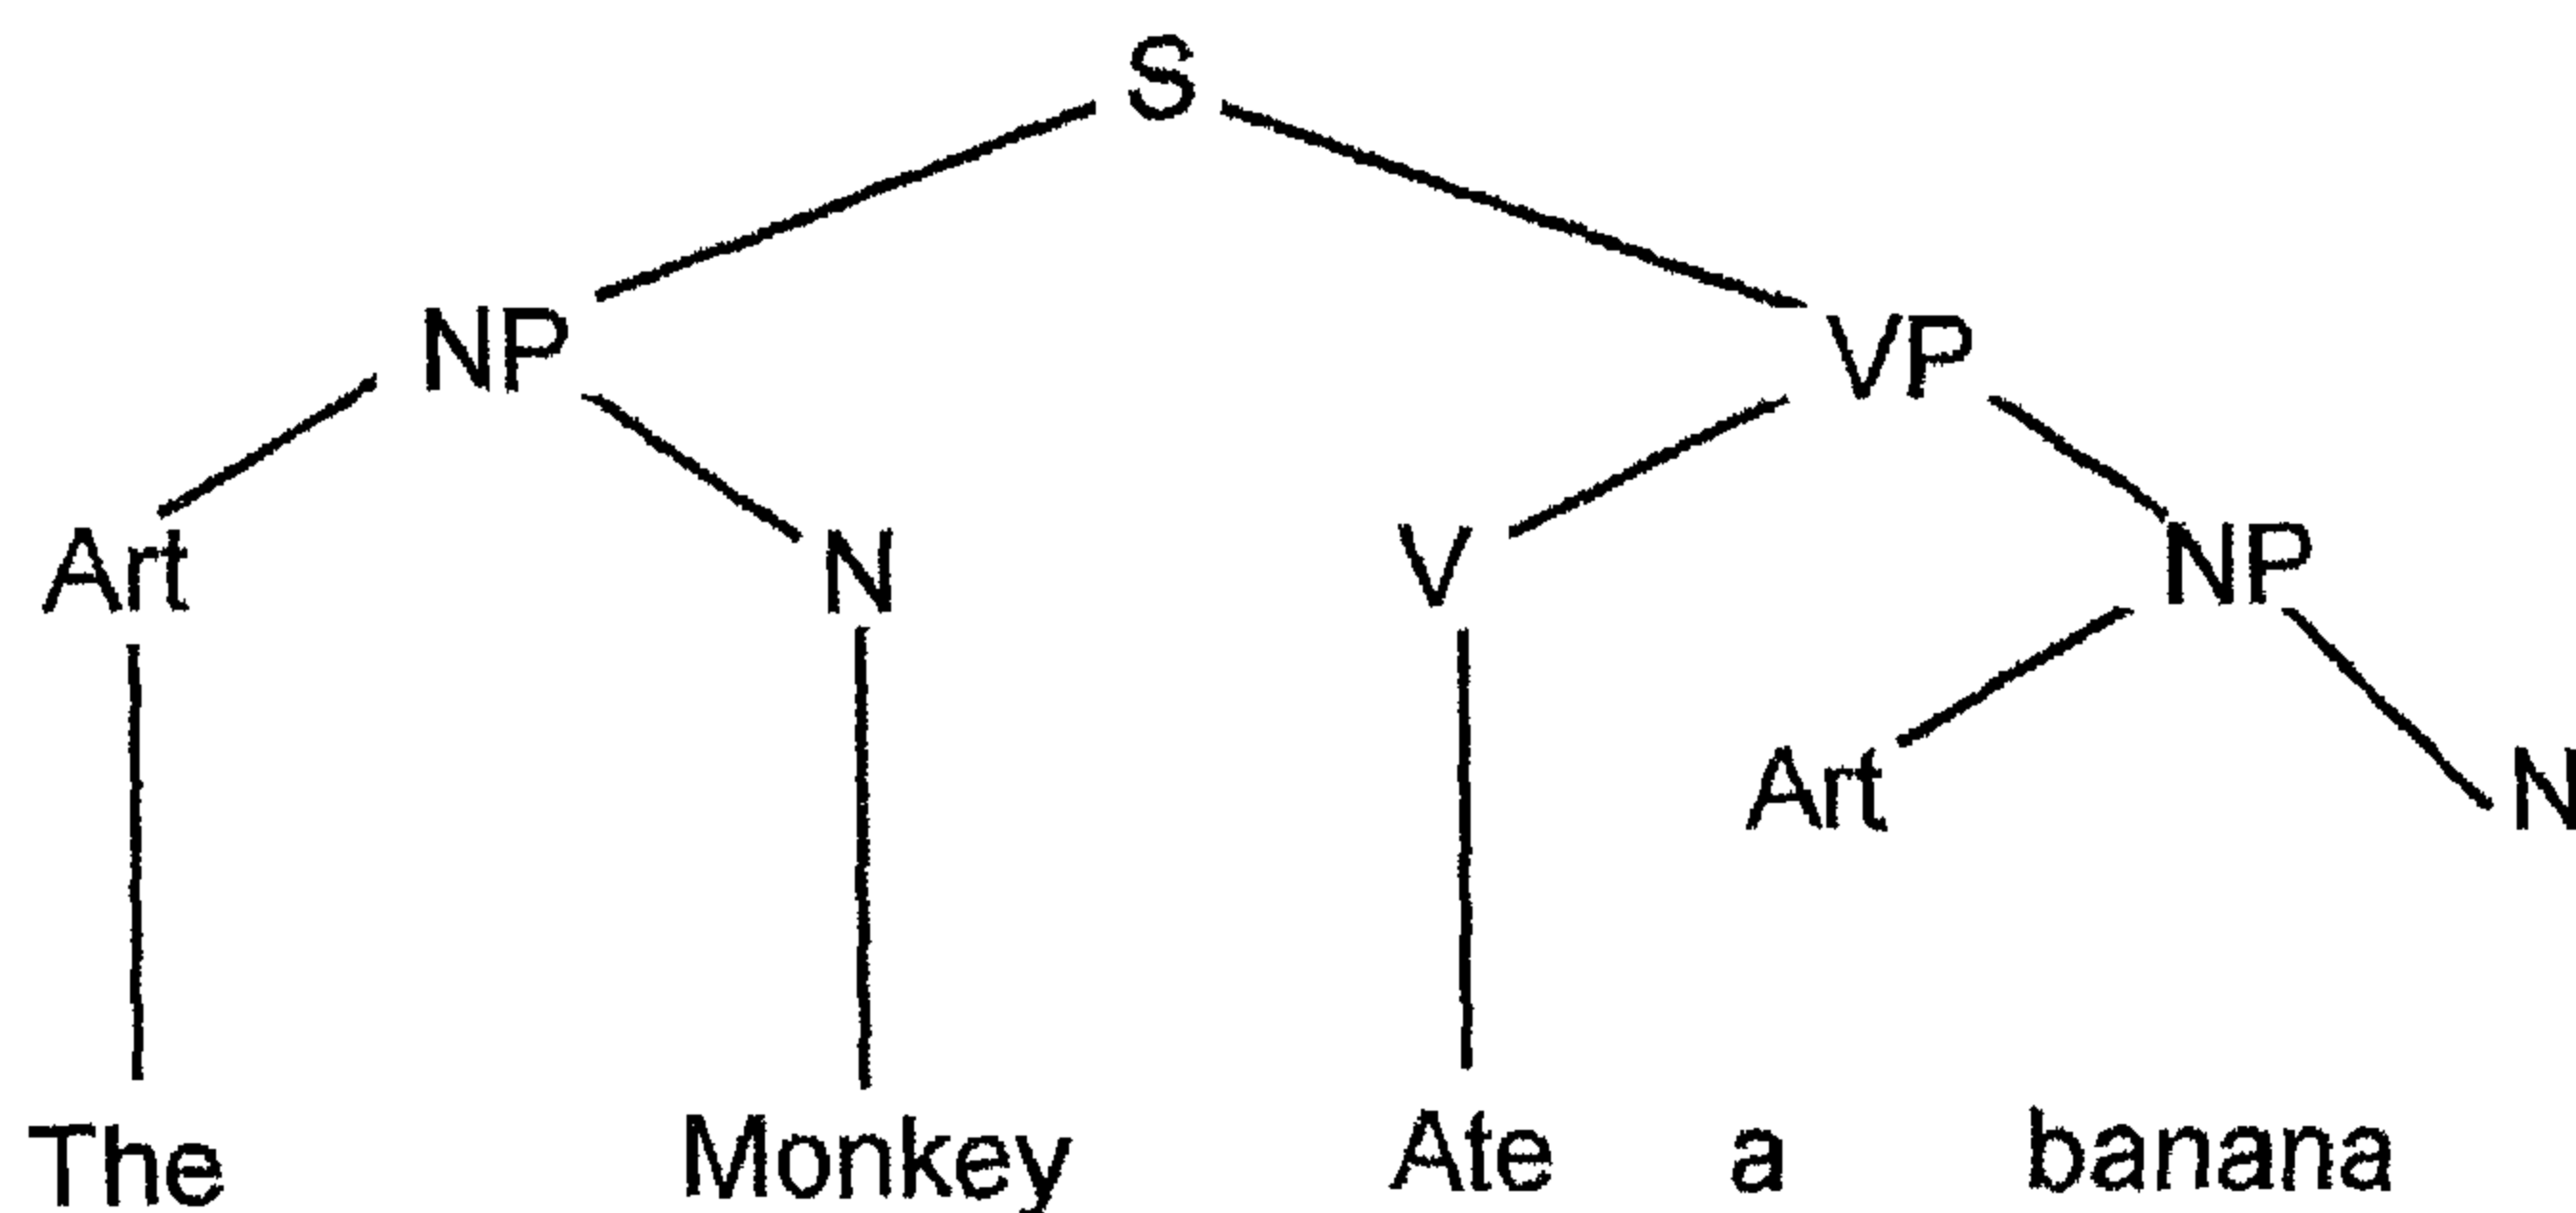 S
NP VP
Art N V NP
Art N
The Monkey Ate a banana